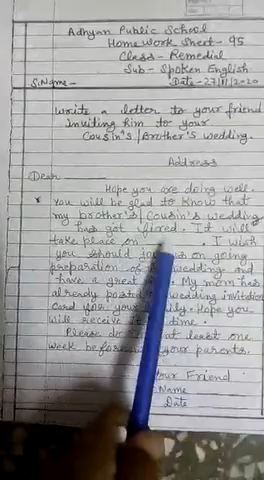 Adhyan Public School
Home Work Sheet - 95
Class - Remedial
Sub - Spoken English
S.Name - Date - 27/11/2020
Write a letter to your friend
Inviting him to your
Cousin's/Brother's wedding.
Address
Dear
Hope you are doing well.
You will be glad to know that
my brother's/Cousin's wedding
has got fixed. It will
take place on . I wish
you should on going
preparation of wedding and
have a great . My mom has
already posted wedding invitation
Card for your family. Hope you
will receive time.
Please do at least one
week before your parents.
Your Friend
Name
Date